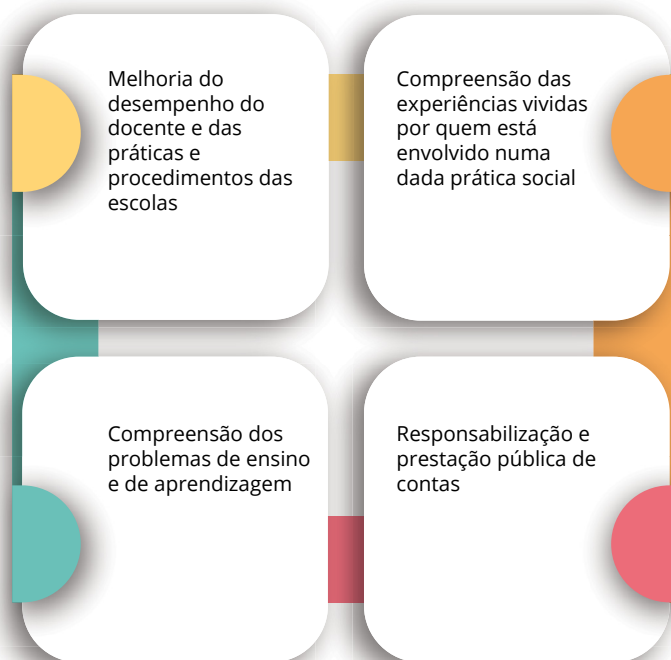 Melhoria do
desempenho do
docente e das
práticas e
procedimentos das
escolas
Compreensão das
experiências vividas
por quem está
envolvido numa
dada prática social
Compreensão dos
problemas de ensino
e de aprendizagem
Responsabilização e
prestação pública de
contas